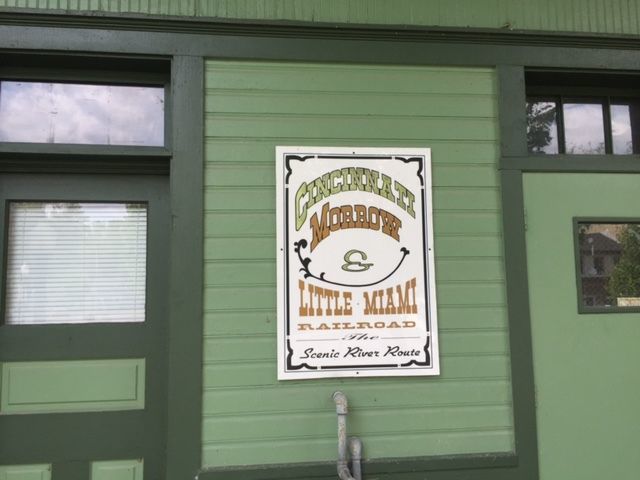 CINCINNATI
MORROW
&
LITTLE · MIAMI
RAILROAD
The
Scenic River Route